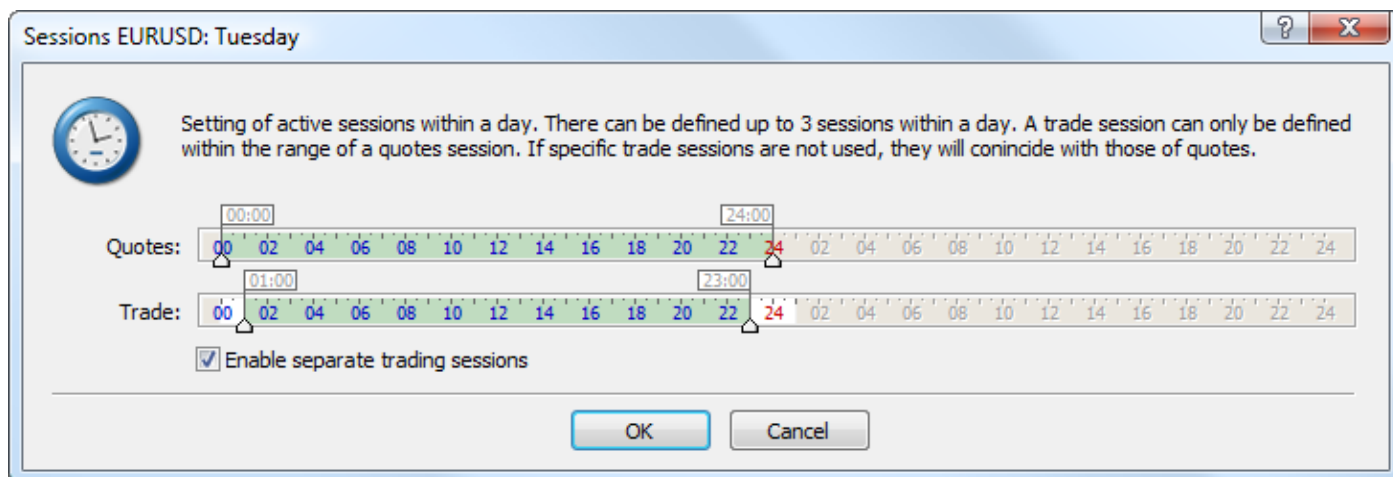 Sessions EURUSD: Tuesday
Setting of active sessions within a day. There can be defined up to 3 sessions within a day. A trade session can only be defined
within the range of a quotes session. If specific trade sessions are not used, they will conincide with those of quotes.
00:00 24:00
Quotes: 00 02 04 06 08 10 12 14 16 18 20 22 24 02 04 06 08 10 12 14 16 18 20 22 24
01:00 23:00
Trade: 00 02 04 06 08 10 12 14 16 18 20 22 24 02 04 06 08 10 12 14 16 18 20 22 24
Enable separate trading sessions
OK Cancel